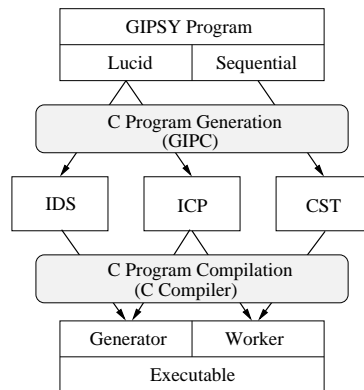 GIPSY Program
Lucid
Sequential
C Program Generation
(GIPC)
IDS
ICP
CST
C Program Compilation
(C Compiler)
Generator
Worker
Executable